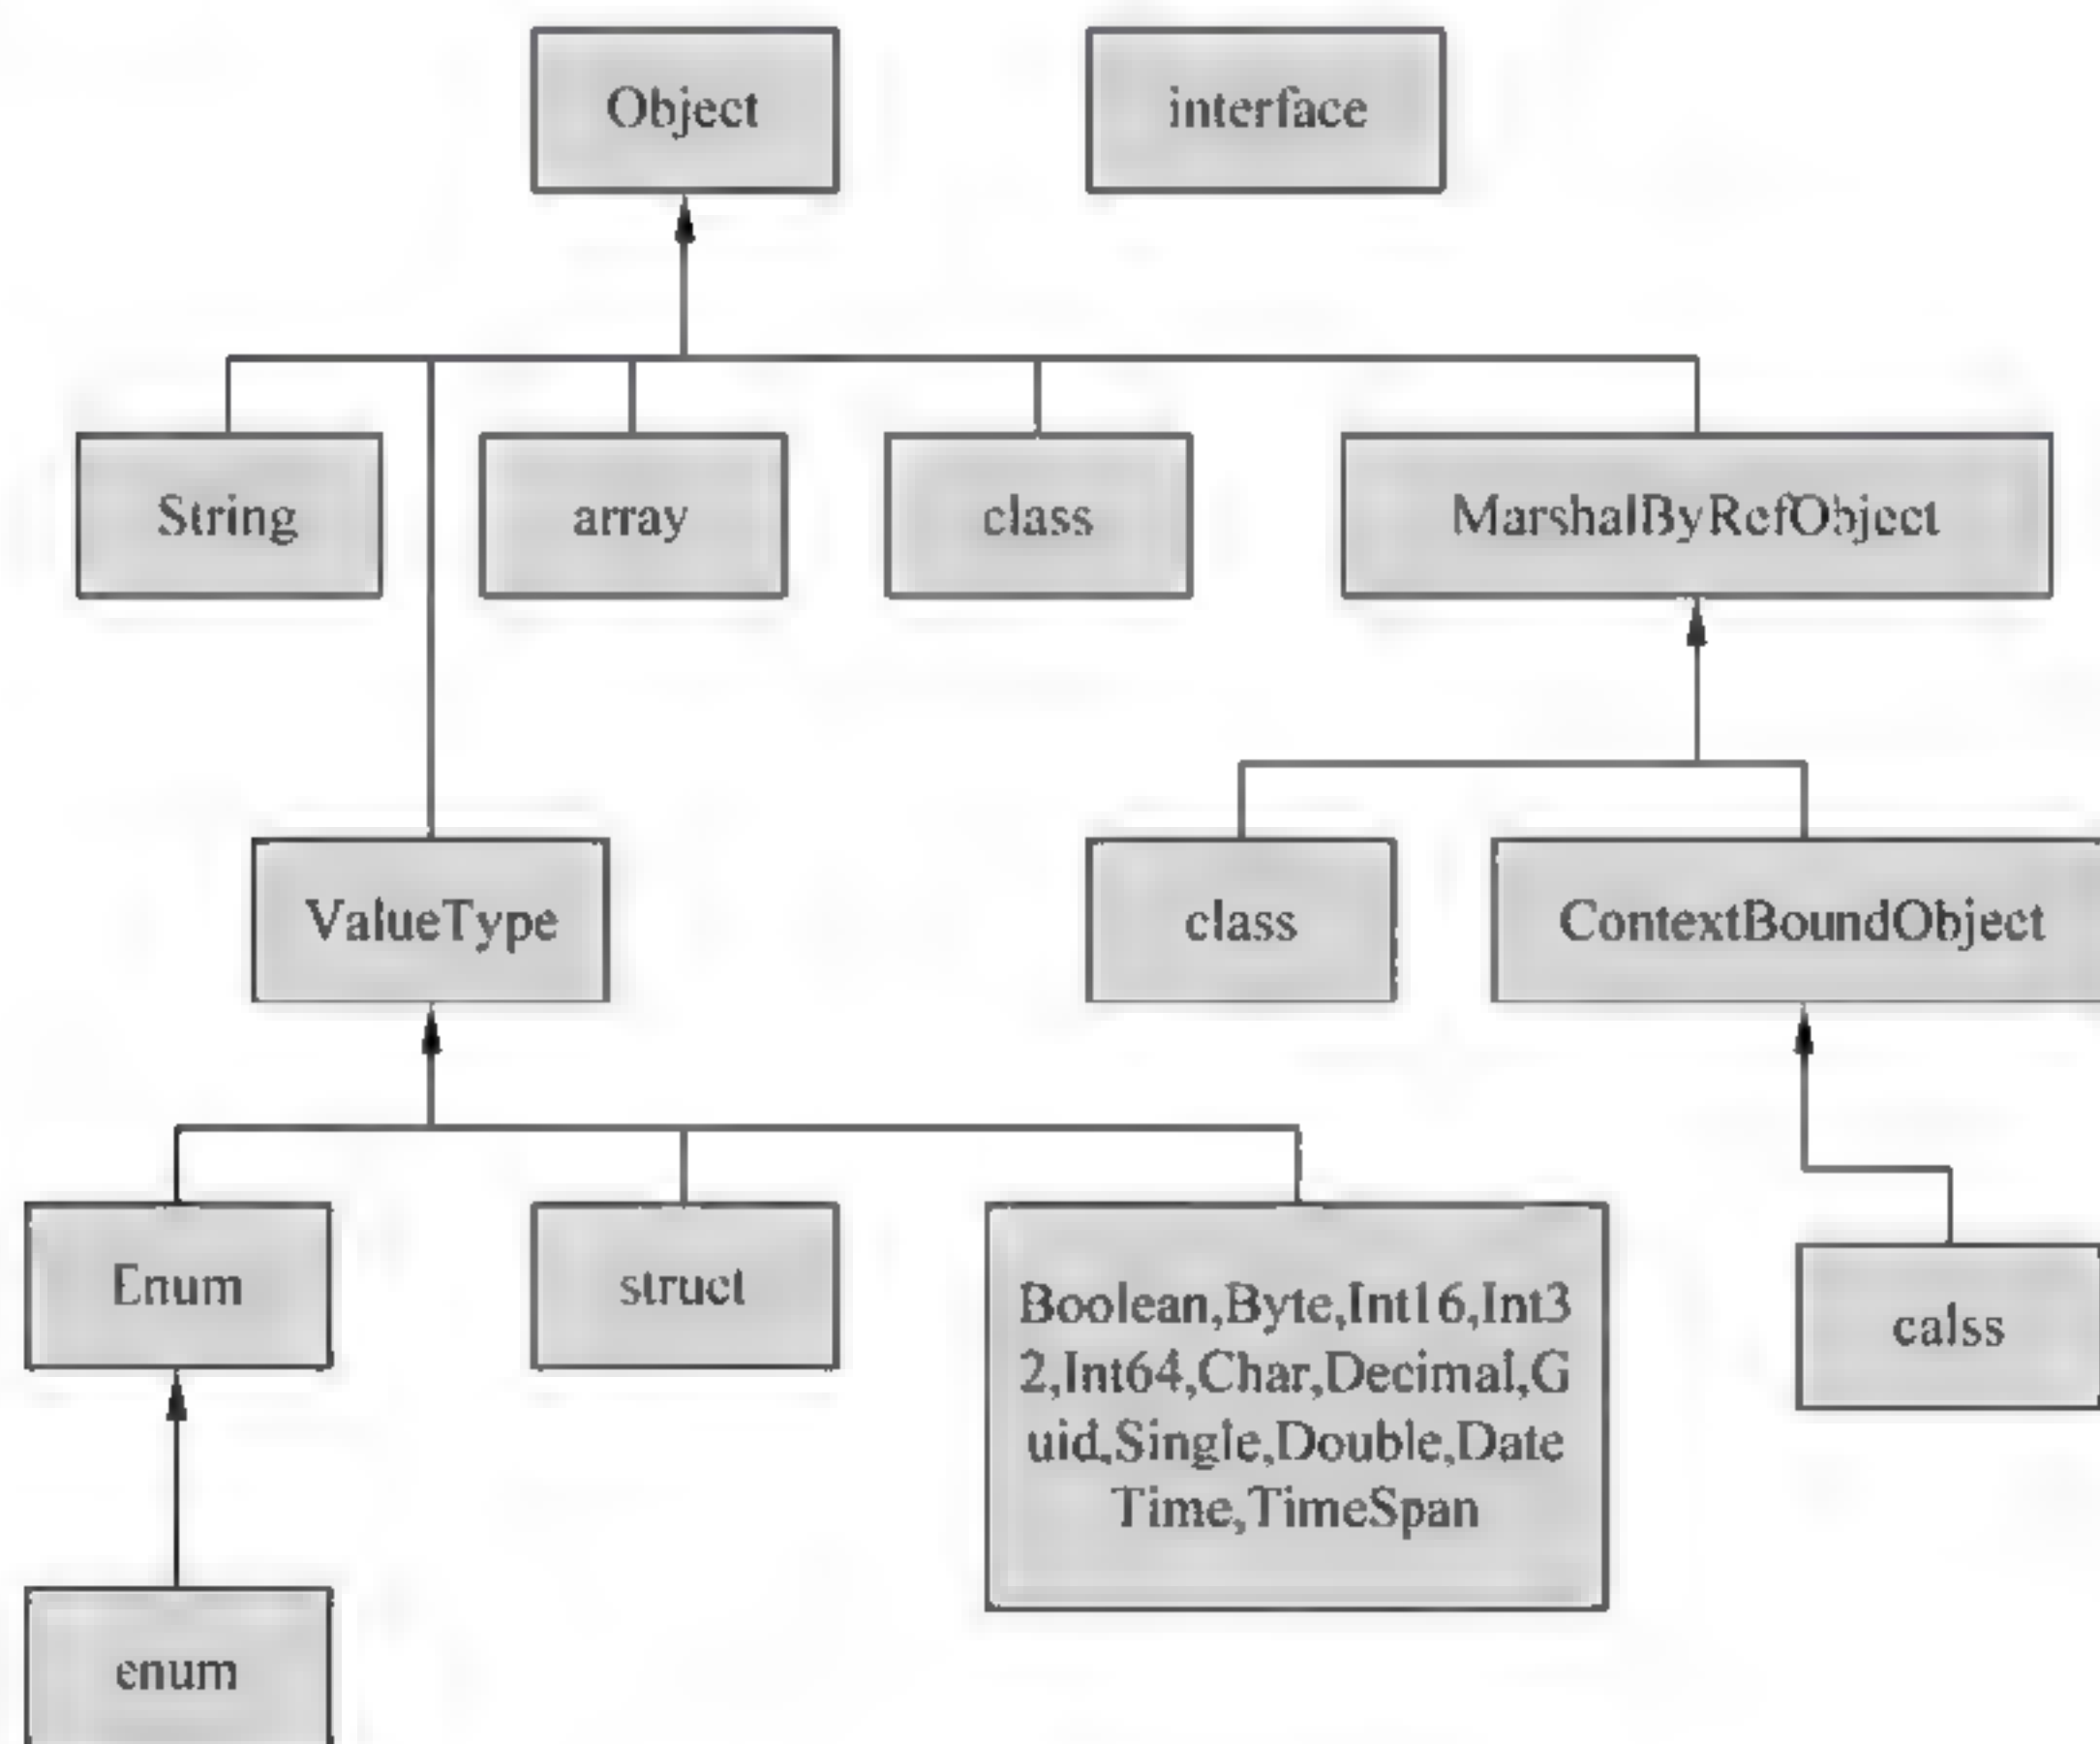 Object
interface
String
array
class
MarshalByRefObject
ValueType
class
ContextBoundObject
Enum
struct
Boolean,Byte,Int16,Int3
2,Int64,Char,Decimal,G
uid,Single,Double,Date
Time,TimeSpan
calss
enum